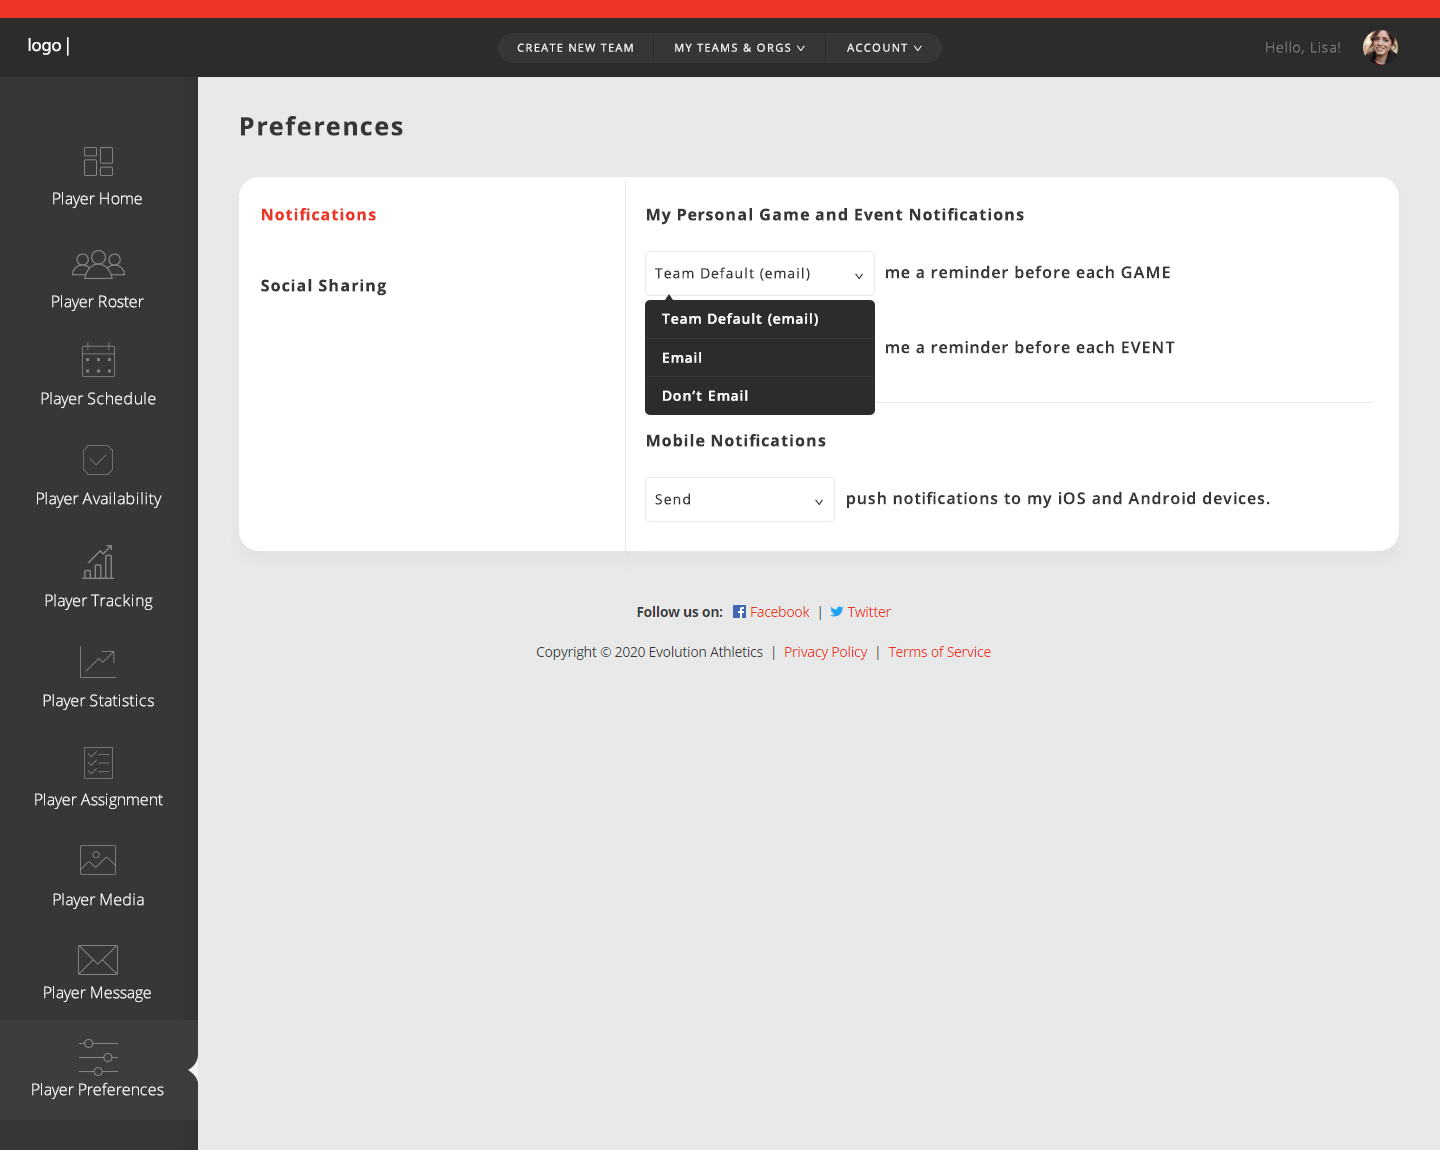 logo |
CREATE NEW TEAM
MY TEAMS & ORGS
ACCOUNT
Hello, Lisa!
Player Home
Player Roster
Player Schedule
Player Availability
Player Tracking
Player Statistics
Player Assignment
Player Media
Player Message
Player Preferences
Preferences
Notifications
Social Sharing
My Personal Game and Event Notifications
Team Default (email) me a reminder before each GAME
Team Default (email)
Email
me a reminder before each EVENT
Don’t Email
Mobile Notifications
Send push notifications to my iOS and Android devices.
Follow us on: Facebook | Twitter
Copyright © 2020 Evolution Athletics | Privacy Policy | Terms of Service